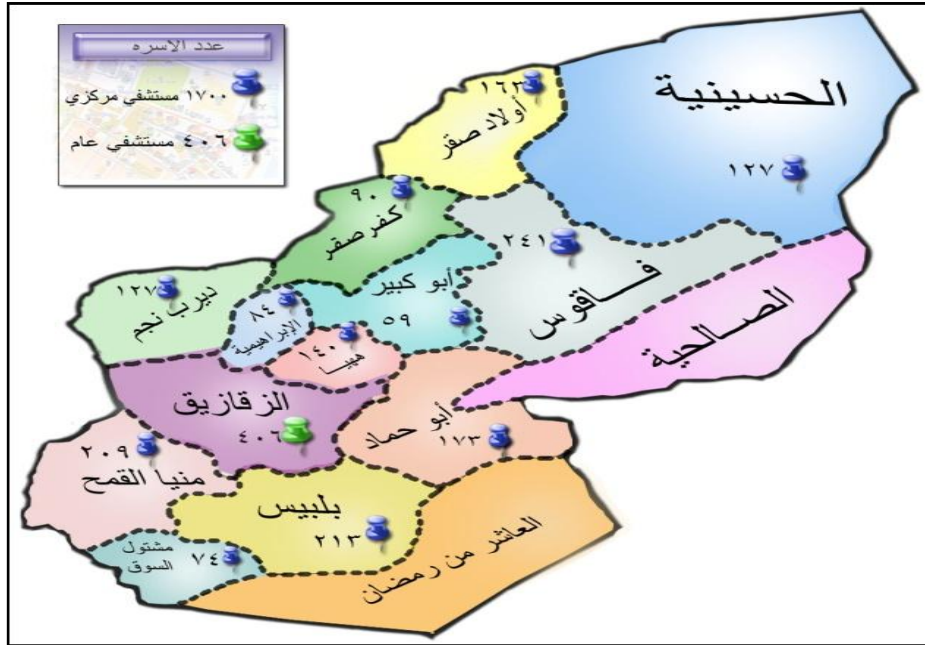 عدد الاسره
١٧٠٠ مستشفي مركزي
٤٠٦ مستشفي عام
الحسينية
١٢٧
١٦٢
أولاد صقر
٩٠
كفر صقر
٢٤١
فاقوس
أبو كبير
٥٩
١٢٧
ديرب نجم
٨٤
الإبراهيمية
١٤٠
ههيا
الصالحية
الزقازيق
٤٠٦
أبو حماد
١٧٣
٢٠٩
منيا القمح
بلبيس
٢١٣
مشتول
السوق
٧٤
العاشر من رمضان